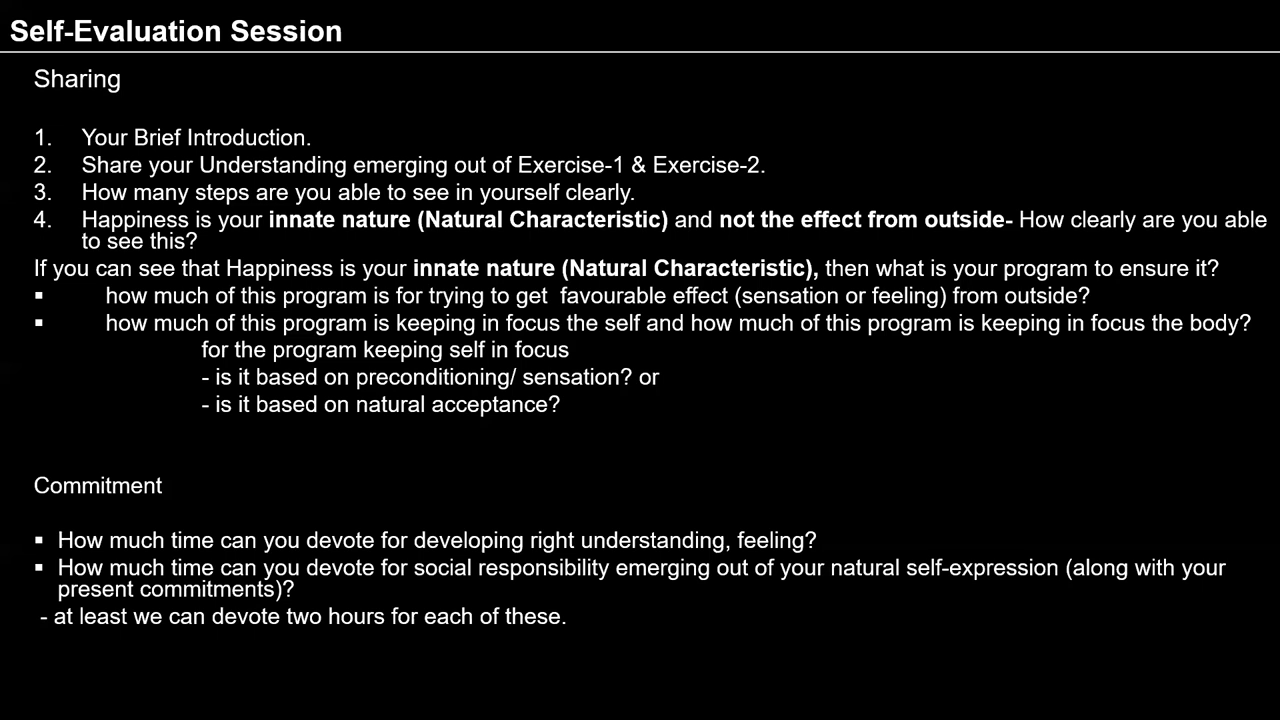 Self-Evaluation Session
Sharing
1. Your Brief Introduction.
2. Share your Understanding emerging out of Exercise-1 & Exercise-2.
3. How many steps are you able to see in yourself clearly.
4. Happiness is your innate nature (Natural Characteristic) and not the effect from outside- How clearly are you able
to see this?
If you can see that Happiness is your innate nature (Natural Characteristic), then what is your program to ensure it?
▪ how much of this program is for trying to get favourable effect (sensation or feeling) from outside?
▪ how much of this program is keeping in focus the self and how much of this program is keeping in focus the body?
for the program keeping self in focus
- is it based on preconditioning/ sensation? or
- is it based on natural acceptance?
Commitment
▪ How much time can you devote for developing right understanding, feeling?
▪ How much time can you devote for social responsibility emerging out of your natural self-expression (along with your
present commitments)?
- at least we can devote two hours for each of these.